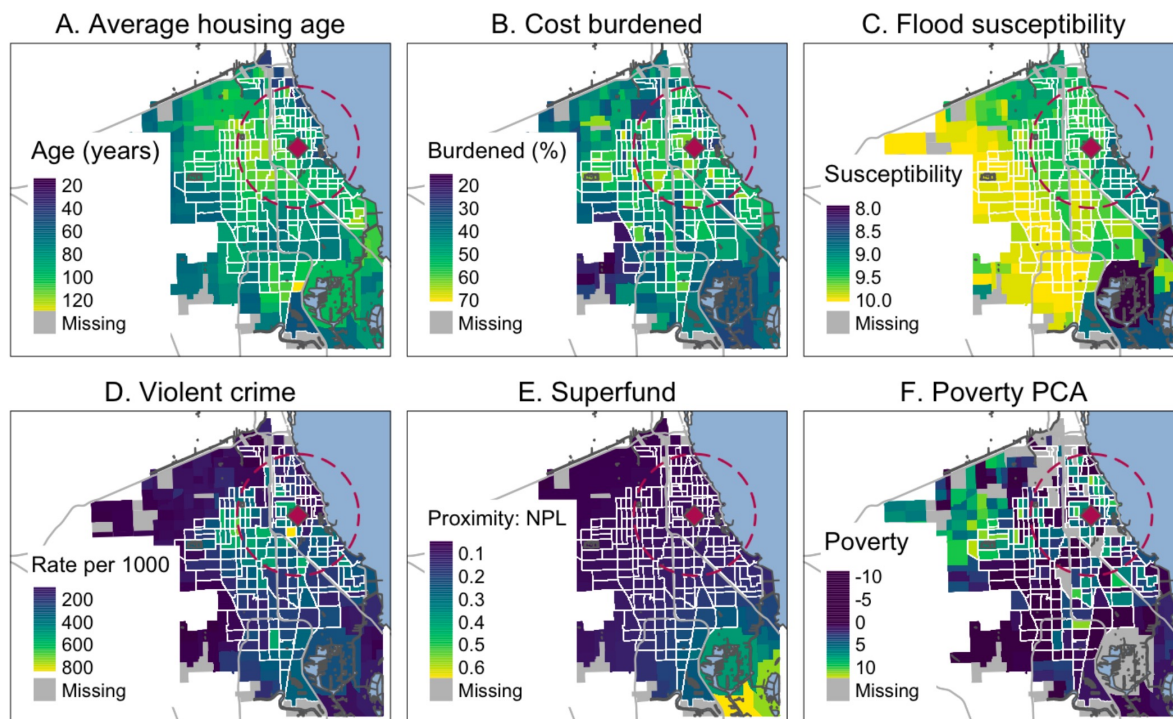 A. Average housing age
B. Cost burdened
C. Flood susceptibility
Age (years)
20
40
60
80
100
120
Missing
Burdened (%)
20
30
40
50
60
70
Missing
Susceptibility
8.0
8.5
9.0
9.5
10.0
Missing
D. Violent crime
E. Superfund
F. Poverty PCA
Rate per 1000
200
400
600
800
Missing
Proximity: NPL
0.1
0.2
0.3
0.4
0.5
0.6
Missing
Poverty
-10
-5
0
5
10
Missing